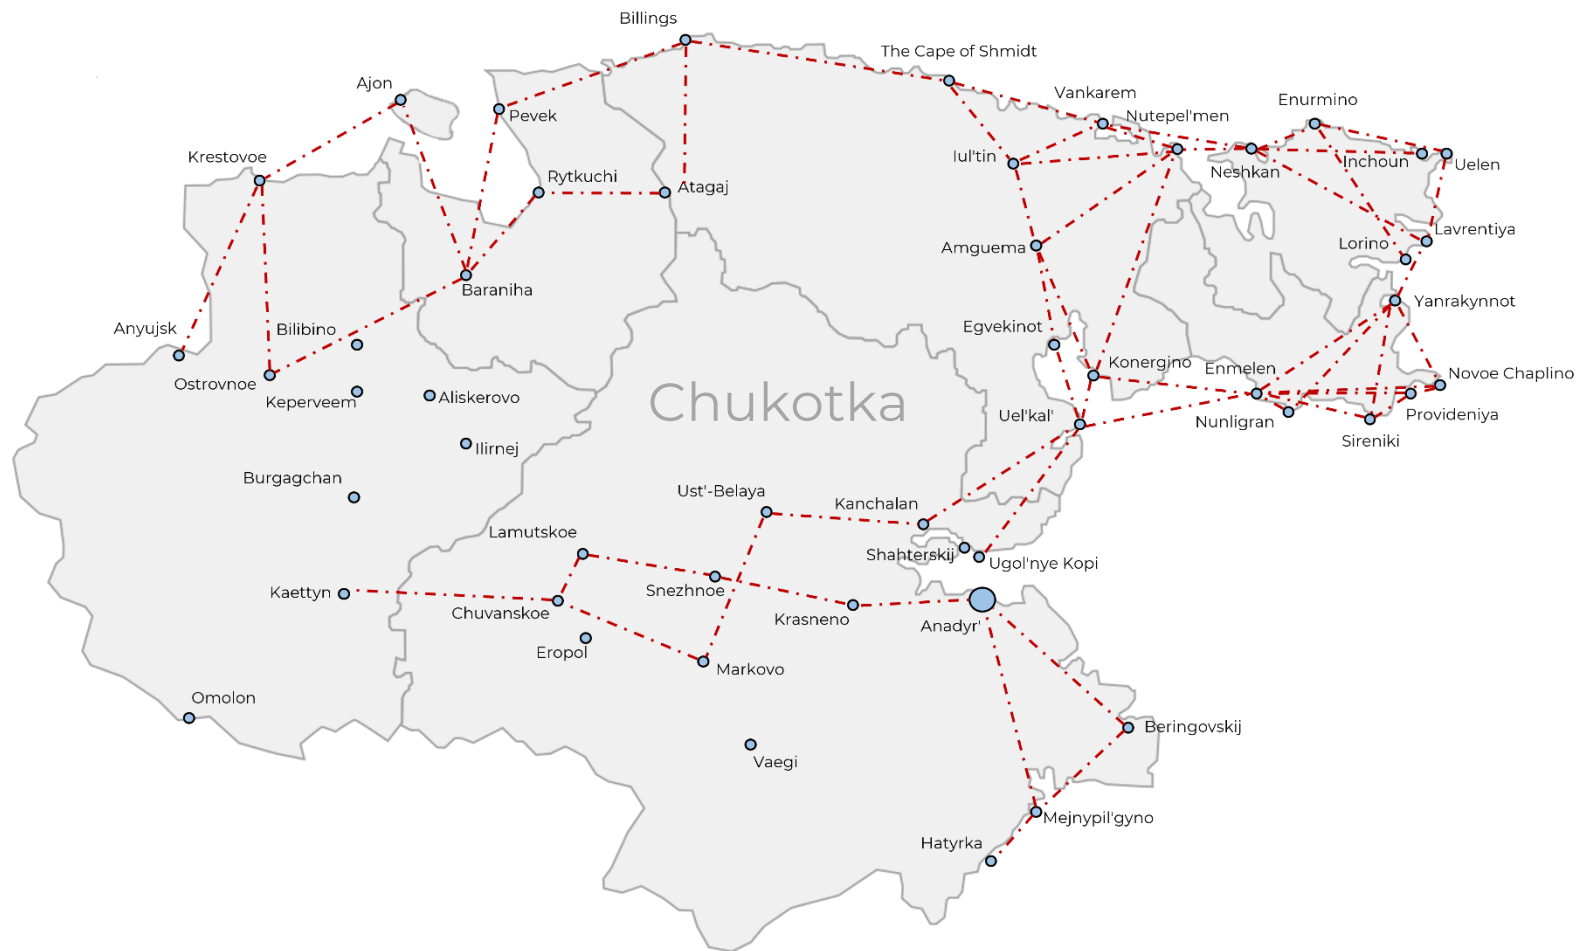 Billings
The Cape of Shmidt
Ajon
Pevek
Vankarem
Enurmino
Nutepel'men
Krestovoe
Iul'tin
Neshkan
Inchoun
Uelen
Rytkuchi
Atagaj
Lavrentiya
Amguema
Lorino
Baraniha
Yanrakynnot
Anyujsk
Bilibino
Egvekinot
Konergino
Enmelen
Novoe Chaplino
Ostrovnoe
Keperveem
Aliskerovo
Chukotka
Uel'kal'
Nunligran
Provideniya
Sireniki
Ilirnej
Burgagchan
Ust'-Belaya
Kanchalan
Lamutskoe
Shahterskij
Ugol'nye Kopi
Kaettyn
Snezhnoe
Chuvanskoe
Krasneno
Anadyr'
Eropol
Markovo
Omolon
Beringovskij
Vaegi
Mejnypil'gyno
Hatyrka